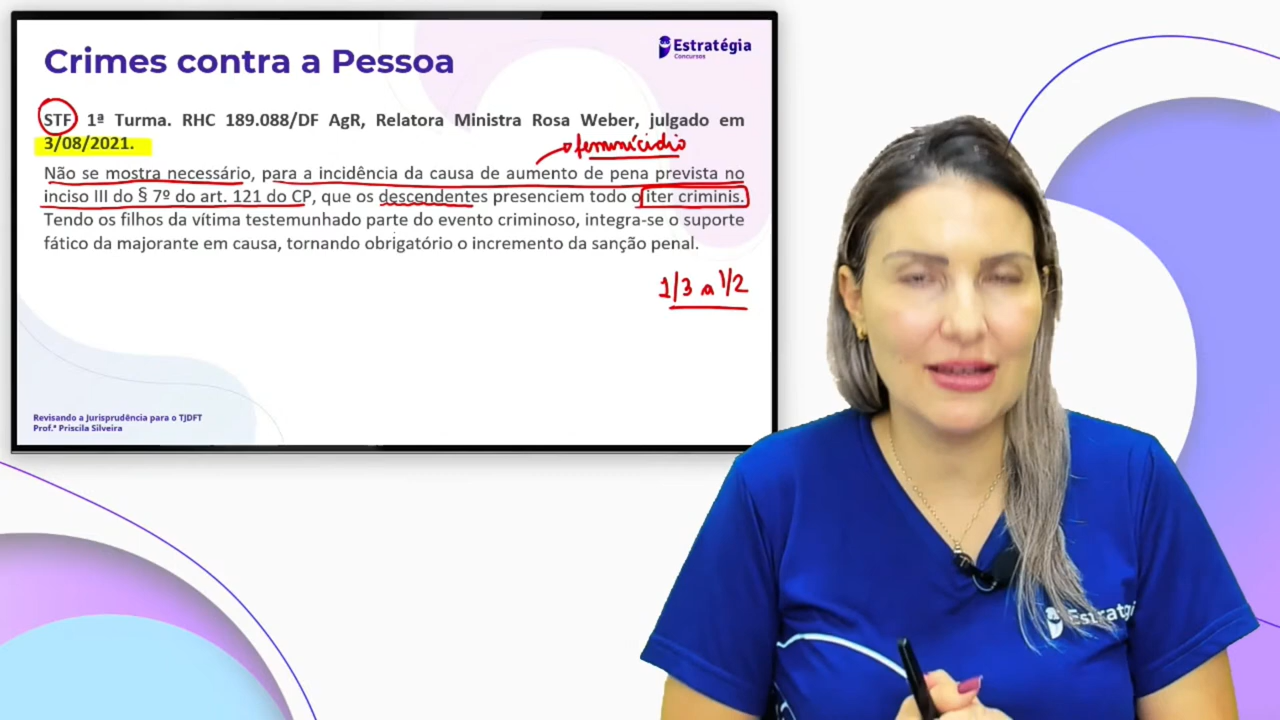 Crimes contra a Pessoa
Estratégia
Concursos
STF 1ª Turma. RHC 189.088/DF AgR, Relatora Ministra Rosa Weber, julgado em
3/08/2021.
feminicídio
Não se mostra necessário, para a incidência da causa de aumento de pena prevista no
inciso III do § 7º do art. 121 do CP, que os descendentes presenciem todo o iter criminis.
Tendo os filhos da vítima testemunhado parte do evento criminoso, integra-se o suporte
fático da majorante em causa, tornando obrigatório o incremento da sanção penal.
1/3 a 1/2
Revisando a Jurisprudência para o TJDFT
Prof.ª Priscila Silveira
Estratégi